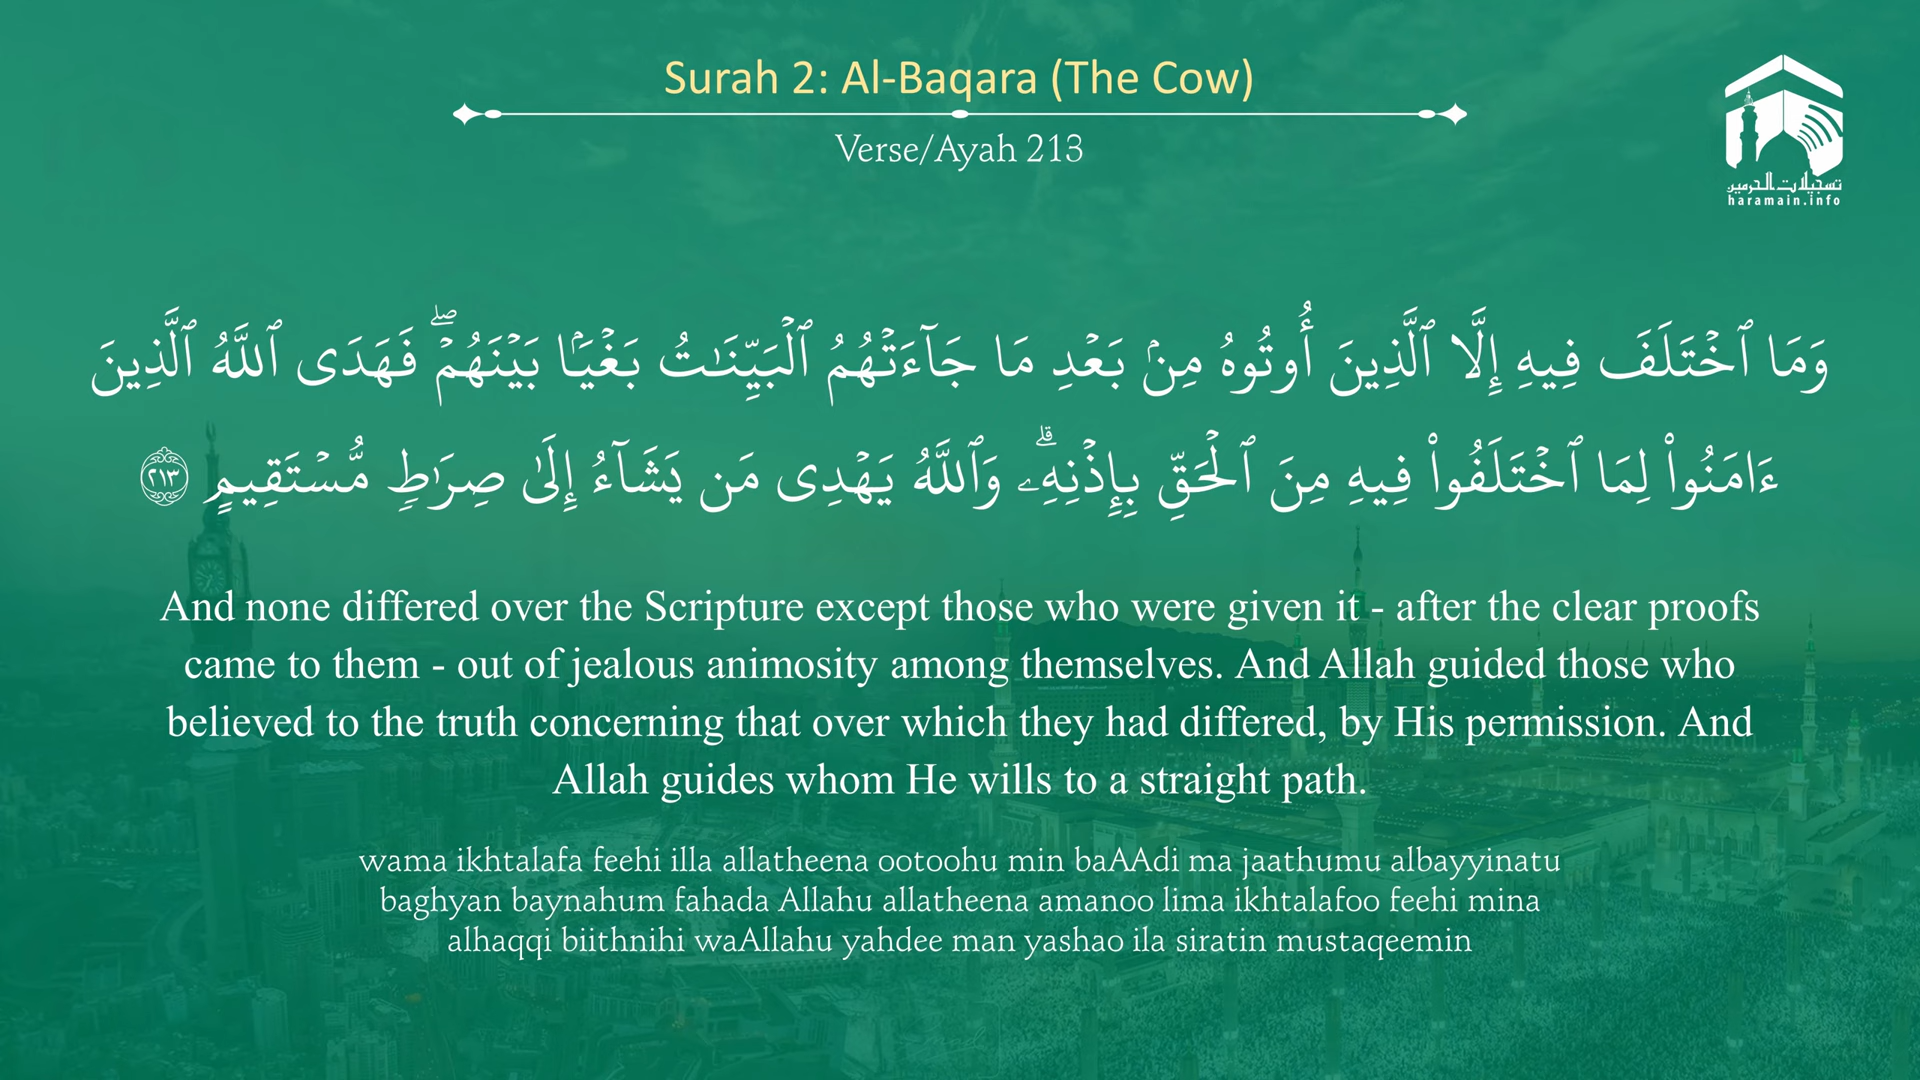 Surah 2: Al-Baqara (The Cow)
Verse/Ayah 213
تسجيلات الحرمين
haramain.info
وَمَا ٱخْتَلَفَ فِيهِ إِلَّا ٱلَّذِينَ أُوتُوهُ مِنۢ بَعْدِ مَا جَآءَتْهُمُ ٱلْبَيِّنَـٰتُ بَغْيًۢا بَيْنَهُمْ ۖ فَهَدَى ٱللَّهُ ٱلَّذِينَ
ءَامَنُوا۟ لِمَا ٱخْتَلَفُوا۟ فِيهِ مِنَ ٱلْحَقِّ بِإِذْنِهِۦ ۗ وَٱللَّهُ يَهْدِى مَن يَشَآءُ إِلَىٰ صِرَٰطٍ مُّسْتَقِيمٍ ٢١٣
And none differed over the Scripture except those who were given it - after the clear proofs
came to them - out of jealous animosity among themselves. And Allah guided those who
believed to the truth concerning that over which they had differed, by His permission. And
Allah guides whom He wills to a straight path.
wama ikhtalafa feehi illa allatheena ootoohu min baAAdi ma jaathumu albayyinatu
baghyan baynahum fahada Allahu allatheena amanoo lima ikhtalafoo feehi mina
alhaqqi biithnihi waAllahu yahdee man yashao ila siratin mustaqeemin